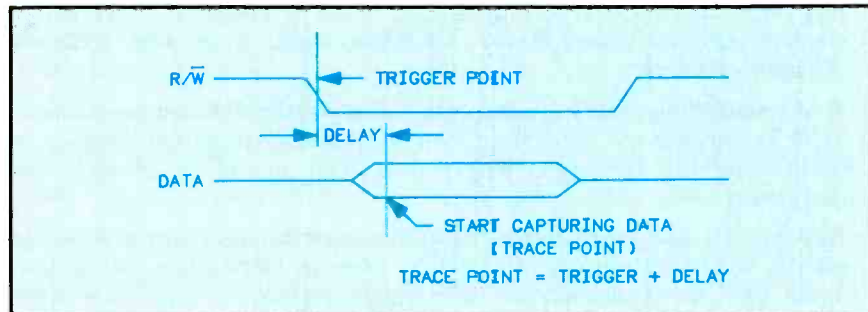 R/W̅
TRIGGER POINT
DELAY
DATA
START CAPTURING DATA
(TRACE POINT)
TRACE POINT = TRIGGER + DELAY